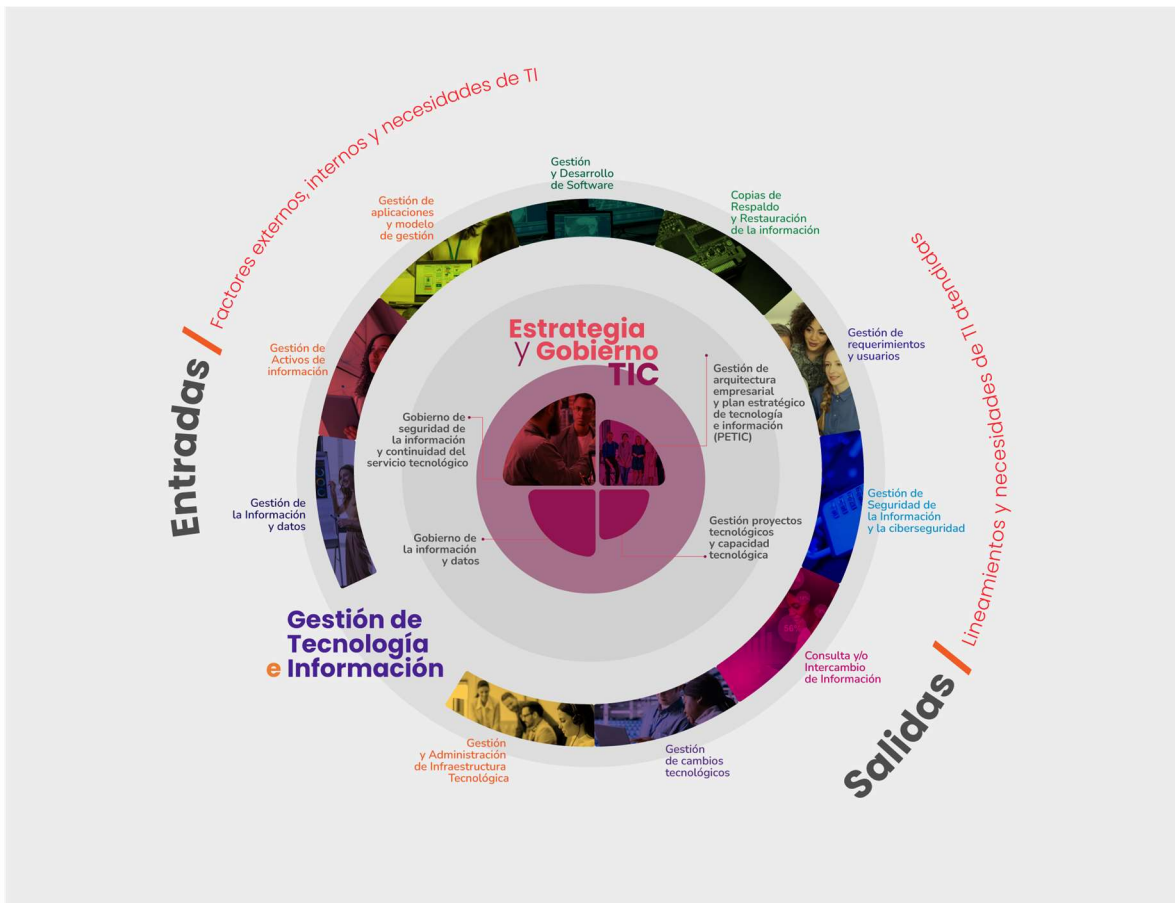 Entradas / Factores externos, internos y necesidades de TI
Gestión
y Desarrollo
de Software
Copias de
Respaldo
y Restauración
de la información
Gestión de
aplicaciones
y modelo
de gestión
Gestión de
requerimientos
y usuarios
Gestión de
Activos de
información
Estrategia
y Gobierno
TIC
Gestión de
arquitectura
empresarial
y plan estratégico
de tecnología
e información
(PETIC)
Gobierno de
seguridad de
la información
y continuidad del
servicio tecnológico
Gestión de
la Información
y datos
Gestión de
Seguridad de
la Información
y la ciberseguridad
Gobierno de
la información
y datos
Gestión proyectos
tecnológicos
y capacidad
tecnológica
Gestión de
Tecnología
e Información
Consulta y/o
Intercambio
de Información
Gestión
y Administración
de Infraestructura
Tecnológica
Gestión
de cambios
tecnológicos
Salidas / Lineamientos y necesidades de TI atendidas